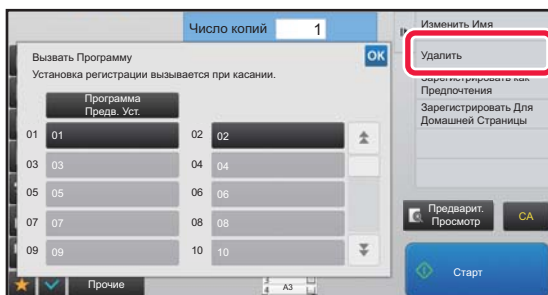 Число копий 1
Изменить Имя
Вызвать Программу
OK
Удалить
Установка регистрации вызывается при касании.
Зарегистрировать как
Предпочтения
Программа
Предв. Уст.
Зарегистрировать Для
Домашней Страницы
01 01 02 02
03 03 04 04
05 05 06 06
07 07 08 08
09 09 10 10
Предварит.
Просмотр
CA
Прочие
A3
Старт